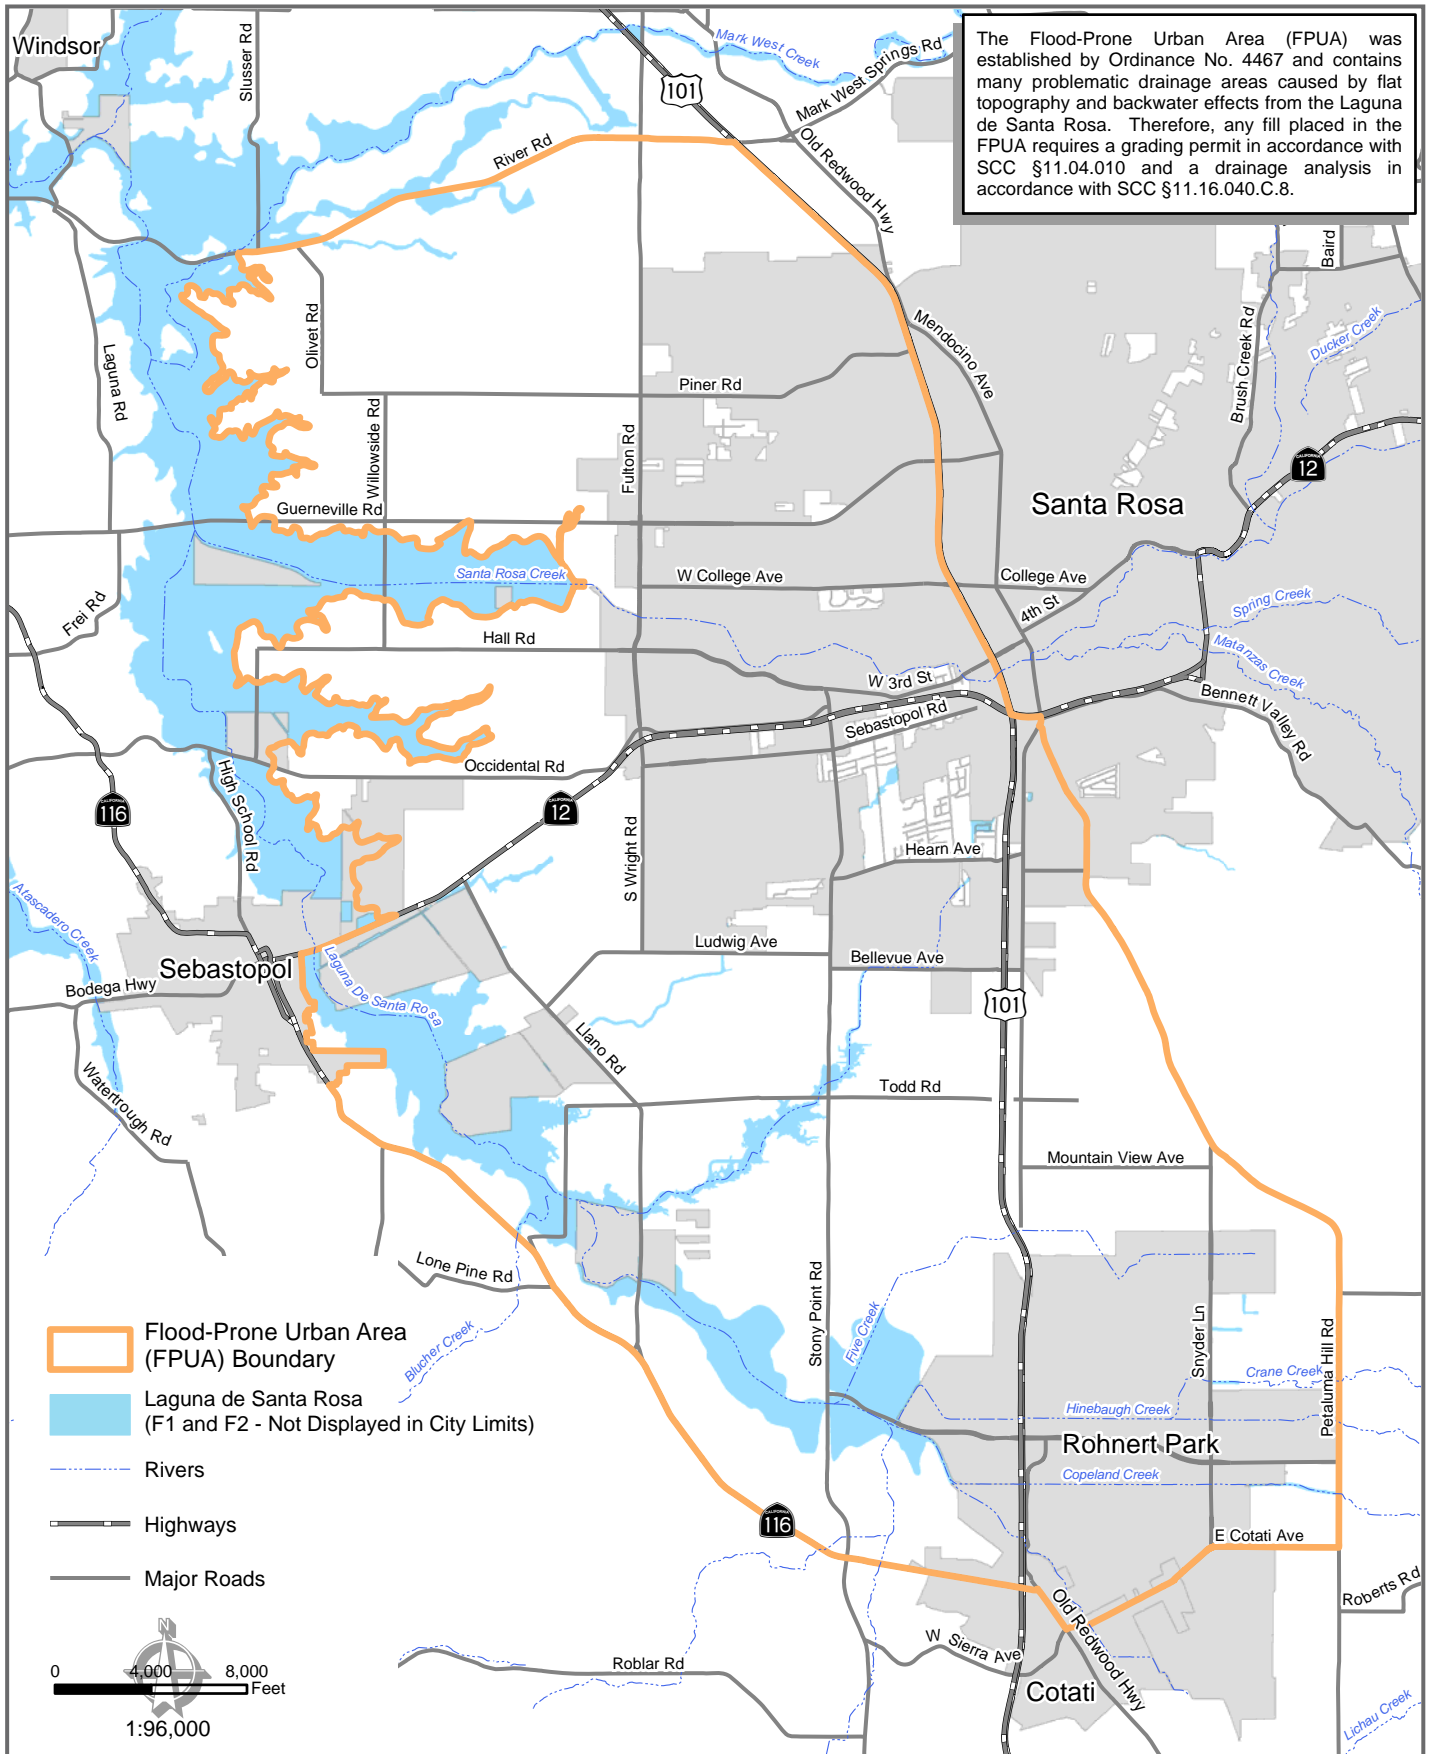 Windsor
Slusser Rd
Mark West Creek
Mark West Springs Rd
101
River Rd
Old Redwood Hwy
The Flood-Prone Urban Area (FPUA) was
established by Ordinance No. 4467 and contains
many problematic drainage areas caused by flat
topography and backwater effects from the Laguna
de Santa Rosa. Therefore, any fill placed in the
FPUA requires a grading permit in accordance with
SCC §11.04.010 and a drainage analysis in
accordance with SCC §11.16.040.C.8.
Baird
Laguna Rd
Olivet Rd
Mendocino Ave
Brush Creek Rd
Ducker Creek
Piner Rd
Willowside Rd
Fulton Rd
CALIFORNIA
12
Santa Rosa
Guerneville Rd
Santa Rosa Creek
W College Ave
College Ave
4th St
Spring Creek
Frei Rd
Hall Rd
Matanzas Creek
W 3rd St
Bennett Valley Rd
Sebastopol Rd
Occidental Rd
High School Rd
CALIFORNIA
116
CALIFORNIA
12
S Wright Rd
Hearn Ave
Atascadero Creek
Ludwig Ave
Bellevue Ave
Sebastopol
Laguna De Santa Rosa
Bodega Hwy
101
Llano Rd
Watertrough Rd
Todd Rd
Mountain View Ave
Lone Pine Rd
Stony Point Rd
Five Creek
Snyder Ln
Petaluma Hill Rd
Blucher Creek
Crane Creek
Hinebaugh Creek
Rohnert Park
Copeland Creek
CALIFORNIA
116
E Cotati Ave
Roberts Rd
Old Redwood Hwy
W Sierra Ave
Roblar Rd
Cotati
Lichau Creek
Flood-Prone Urban Area
(FPUA) Boundary
Laguna de Santa Rosa
(F1 and F2 - Not Displayed in City Limits)
Rivers
Highways
Major Roads
N
0 4,000 8,000
Feet
1:96,000